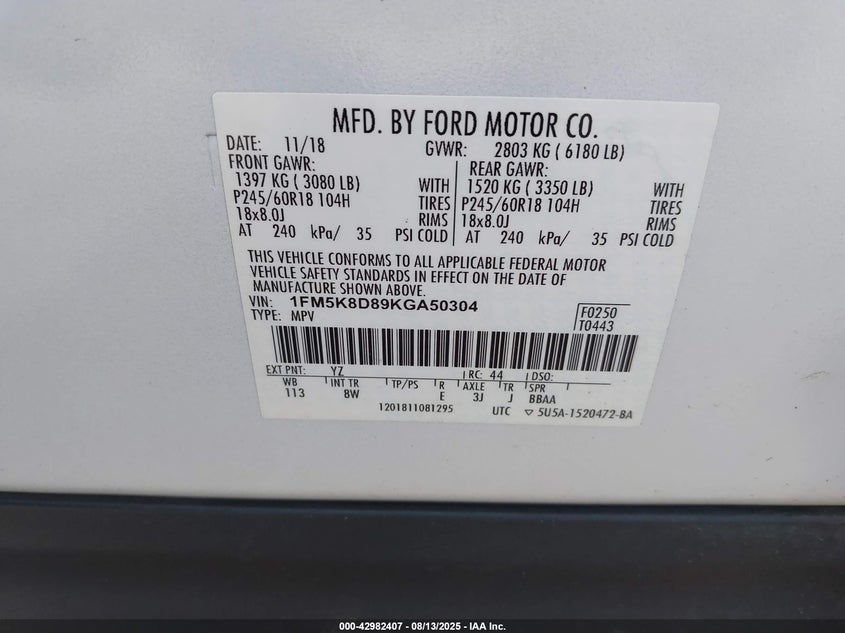 MFD. BY FORD MOTOR CO.
DATE: 11/18 GVWR: 2803 KG ( 6180 LB)
FRONT GAWR: REAR GAWR:
1397 KG ( 3080 LB) WITH 1520 KG ( 3350 LB) WITH
P245/60R18 104H TIRES P245/60R18 104H TIRES
18x8.0J RIMS 18x8.0J RIMS
AT 240 kPa/ 35 PSI COLD AT 240 kPa/ 35 PSI COLD
THIS VEHICLE CONFORMS TO ALL APPLICABLE FEDERAL MOTOR
VEHICLE SAFETY STANDARDS IN EFFECT ON THE DATE OF
MANUFACTURE SHOWN ABOVE.
VIN: 1FM5K8D89KGA50304
TYPE: MPV
F0250
T0443
EXT PNT: YZ RC: 44 DSO:
WB INT TR TP/PS R AXLE TR SPR
113 8W E 3J J BBAA
1201811081295 UTC ▽ 5U5A-1520472-BA
000-42982407 - 08/13/2025 - IAA Inc.